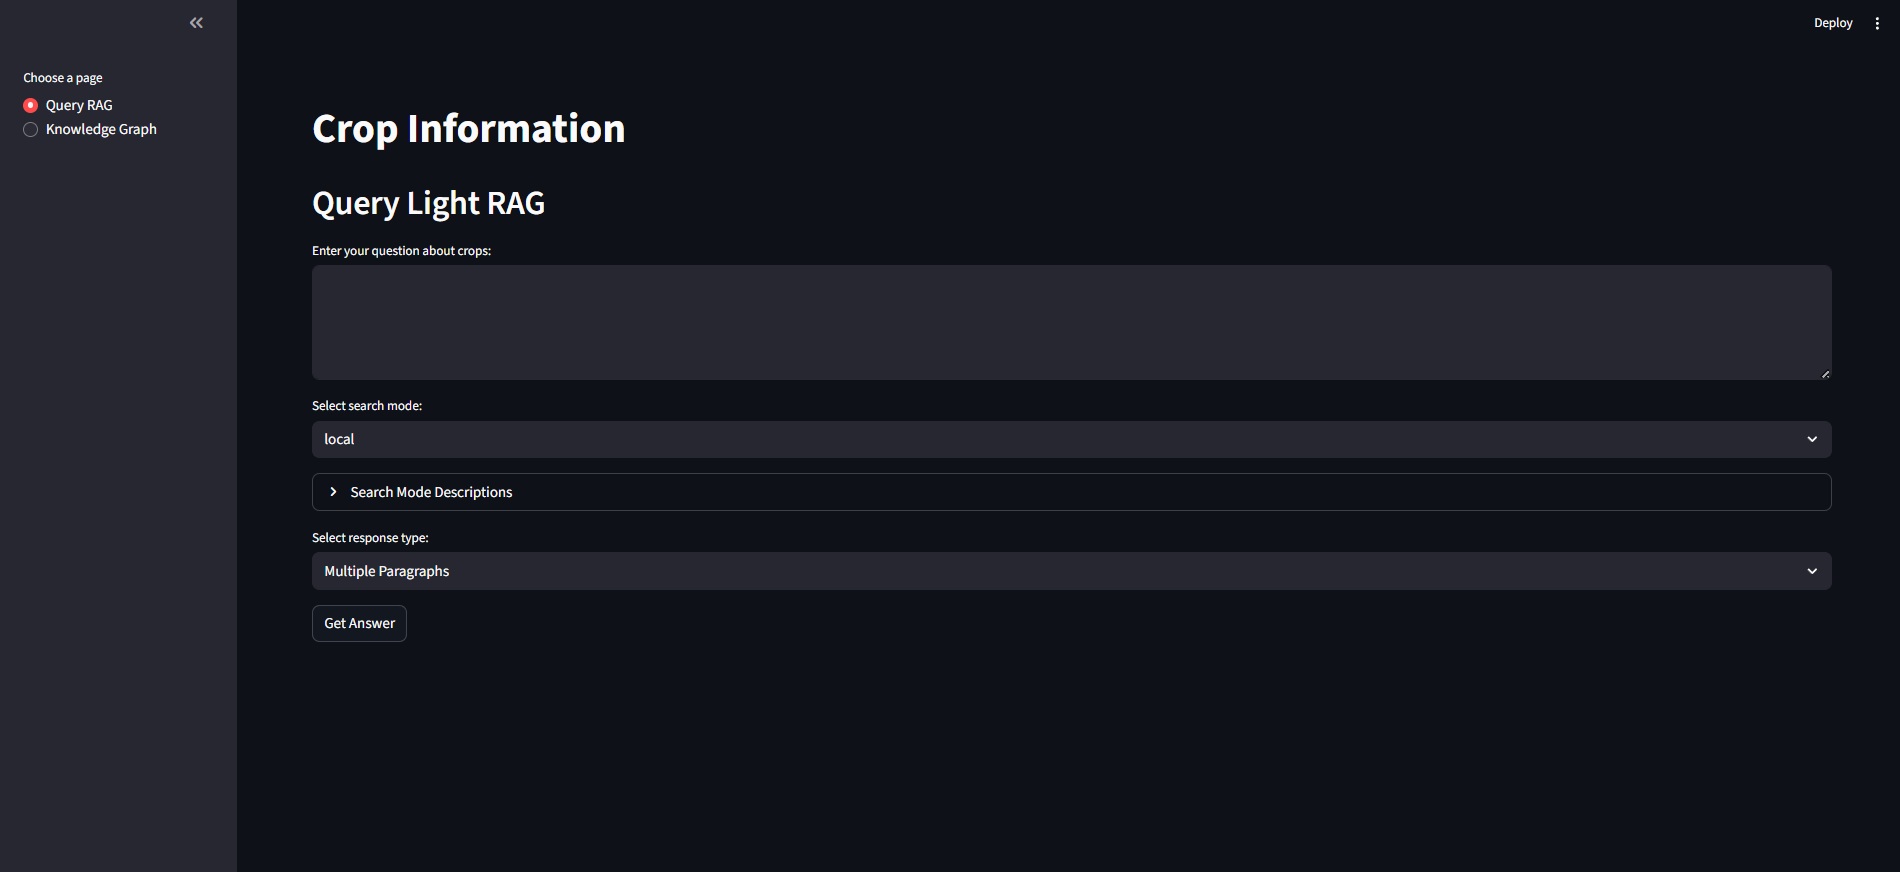 Deploy
Choose a page
Query RAG
Knowledge Graph
Crop Information
Query Light RAG
Enter your question about crops:
Select search mode:
local
Search Mode Descriptions
Select response type:
Multiple Paragraphs
Get Answer